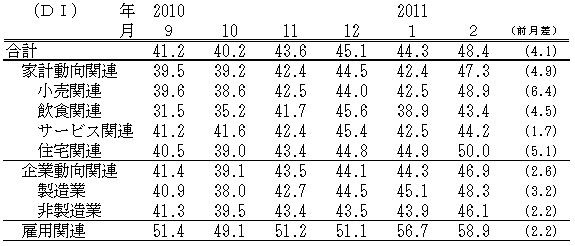 （ＤＩ） 年 2010 2011
月 9 10 11 12 1 2 (前月差)
合計 41.2 40.2 43.6 45.1 44.3 48.4 (4.1)
家計動向関連 39.5 39.2 42.4 44.5 42.4 47.3 (4.9)
小売関連 39.6 38.6 42.5 44.0 42.5 48.9 (6.4)
飲食関連 31.5 35.2 41.7 45.6 38.9 43.4 (4.5)
サービス関連 41.2 41.6 42.4 45.4 42.5 44.2 (1.7)
住宅関連 40.5 39.0 43.4 44.8 44.9 50.0 (5.1)
企業動向関連 41.4 39.1 43.5 44.1 44.3 46.9 (2.6)
製造業 40.9 38.0 42.7 44.5 45.1 48.3 (3.2)
非製造業 41.3 39.5 43.4 43.5 43.9 46.1 (2.2)
雇用関連 51.4 49.1 51.2 51.1 56.7 58.9 (2.2)